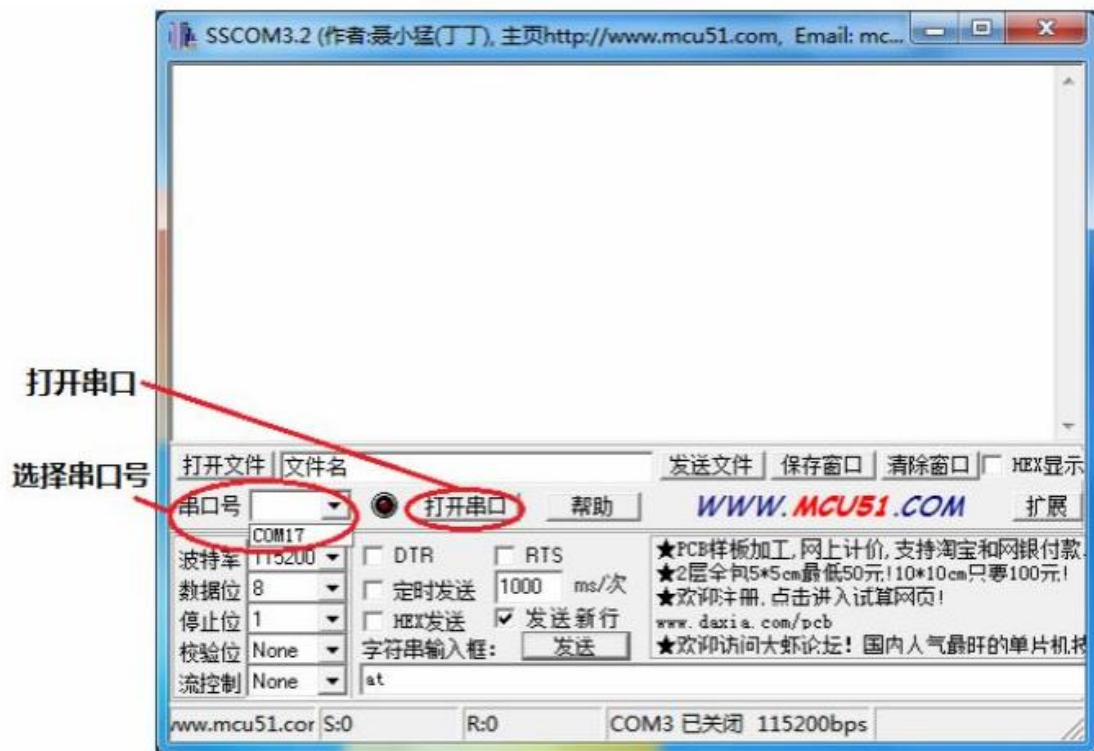 SSCOM3.2 (作者:聂小猛(丁丁), 主页http://www.mcu51.com, Email: mc...
打开串口
选择串口号
打开文件 文件名 发送文件 保存窗口 清除窗口 HEX显示
串口号 打开串口 帮助 WWW.MCU51.COM 扩展
COM17
波特率 115200 DTR RTS
数据位 8 定时发送 1000 ms/次
停止位 1 HEX发送 发送新行
校验位 None 字符串输入框: 发送
流控制 None at
★PCB样板加工,网上计价,支持淘宝和网银付款.
★2层全包5*5cm最低50元!10*10cm只要100元!
★欢迎注册.点击进入试算网页!
www.daxia.com/pcb
★欢迎访问大虾论坛!国内人气最旺的单片机技
www.mcu51.cor S:0 R:0 COM3 已关闭 115200bps